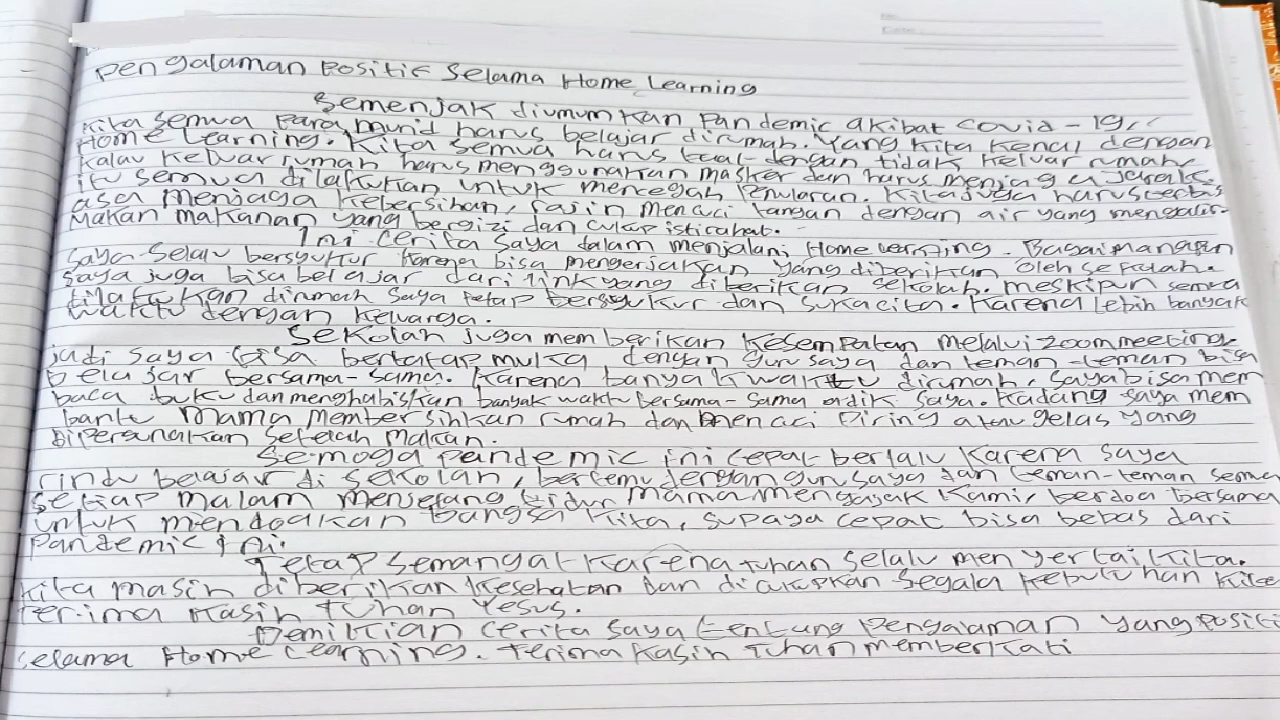 Pengalaman Positif Selama Home Learning
Semenjak diumumkan Pandemic akibat covid-19,
Kita semua para murid harus belajar dirumah. Yang kita kenal dengan
Home Learning. Kita semua harus taat dengan tidak keluar rumah
kalau keluar rumah harus menggunakan masker dan harus menjaga jarak.
itu semua dilakukan untuk mencegah Penularan. Kita juga harus terbi
asa menjaga kebersihan, rajin mencuci tangan dengan air yang mengalir.
Makan makanan yang bergizi dan cukup istirahat.
Ini cerita saya dalam menjalani Home Learning.
Saya selalu bersyukur karena bisa mengerjakan yang diberikan oleh sekolah.
Saya juga bisa belajar dari link yang diberikan sekolah. meskipun semua
dilakukan dirumah saya tetap bersyukur dan sukacita. Karena lebih banyak
waktu dengan keluarga.
Sekolah juga memberikan kesempatan melalui zoom meeting
jadi saya bisa bertatap muka dengan guru saya dan teman-teman bisa
belajar bersama-sama. Karena banyak waktu dirumah, saya bisa mem
baca buku dan menghabiskan banyak waktu bersama-sama adik saya. Kadang saya mem
bantu mama membersihkan rumah dan mencuci Piring atau gelas yang
dipergunakan setelah makan.
Semoga pandemic ini cepat berlalu karena saya
rindu belajar di sekolah, bertemu dengan guru saya dan teman-teman semua
setiap malam menjelang tidur mama mengajak kami, berdoa bersama
untuk mendoakan bangsa kita, supaya cepat bisa bebas dari
pandemic ini.
Tetap semangat karena tuhan selalu menyertai kita.
kita masih diberikan kesehatan dan dicukupkan segala kebutuhan kita
terima kasih tuhan Yesus.
Demikian cerita saya tentang pengalaman yang positi
selama Home Learning. Terima kasih Tuhan memberkati